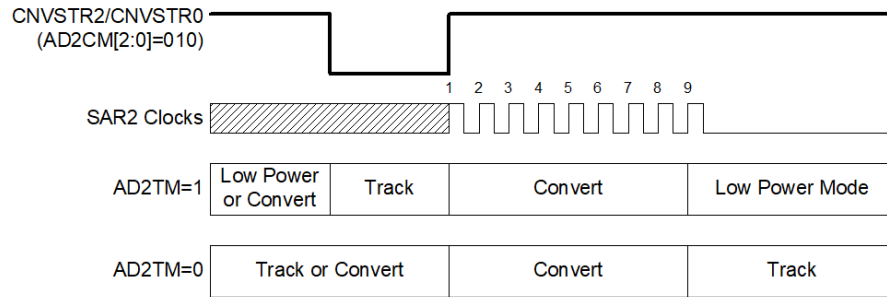 CNVSTR2/CNVSTR0
(AD2CM[2:0]=010)
1 2 3 4 5 6 7 8 9
SAR2 Clocks
AD2TM=1
Low Power
or Convert
Track
Convert
Low Power Mode
AD2TM=0
Track or Convert
Convert
Track